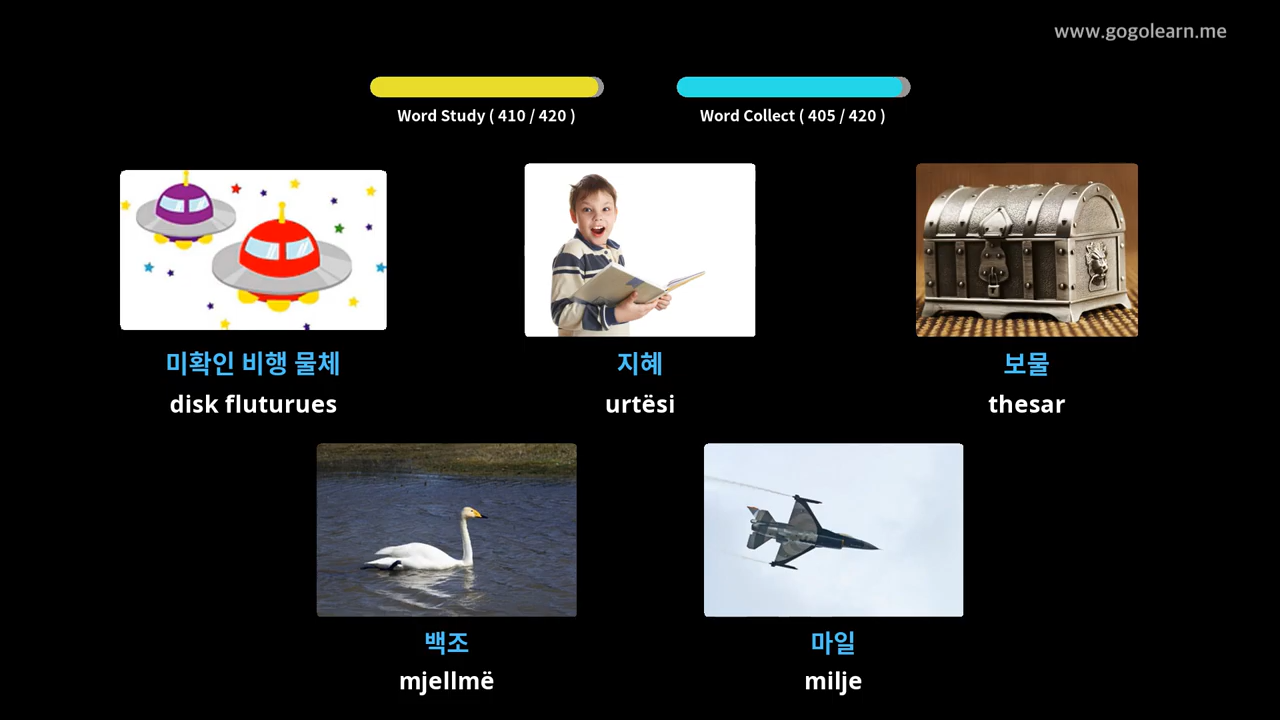 www.gogolearn.me
Word Study ( 410 / 420 )
Word Collect ( 405 / 420 )
미확인 비행 물체
disk fluturues
지혜
urtësi
보물
thesar
백조
mjellmë
마일
milje